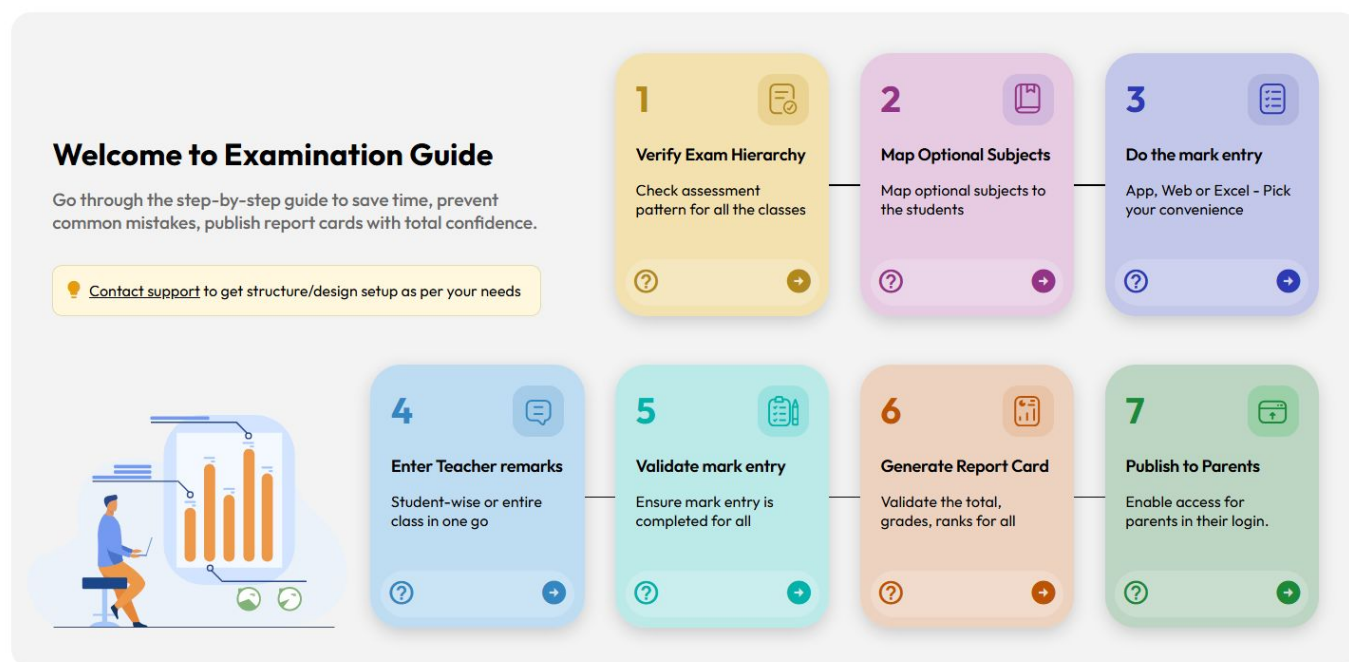 Welcome to Examination Guide
Go through the step-by-step guide to save time, prevent
common mistakes, publish report cards with total confidence.
Contact support to get structure/design setup as per your needs
1
Verify Exam Hierarchy
Check assessment
pattern for all the classes
2
Map Optional Subjects
Map optional subjects to
the students
3
Do the mark entry
App, Web or Excel - Pick
your convenience
4
Enter Teacher remarks
Student-wise or entire
class in one go
5
Validate mark entry
Ensure mark entry is
completed for all
6
Generate Report Card
Validate the total,
grades, ranks for all
7
Publish to Parents
Enable access for
parents in their login.